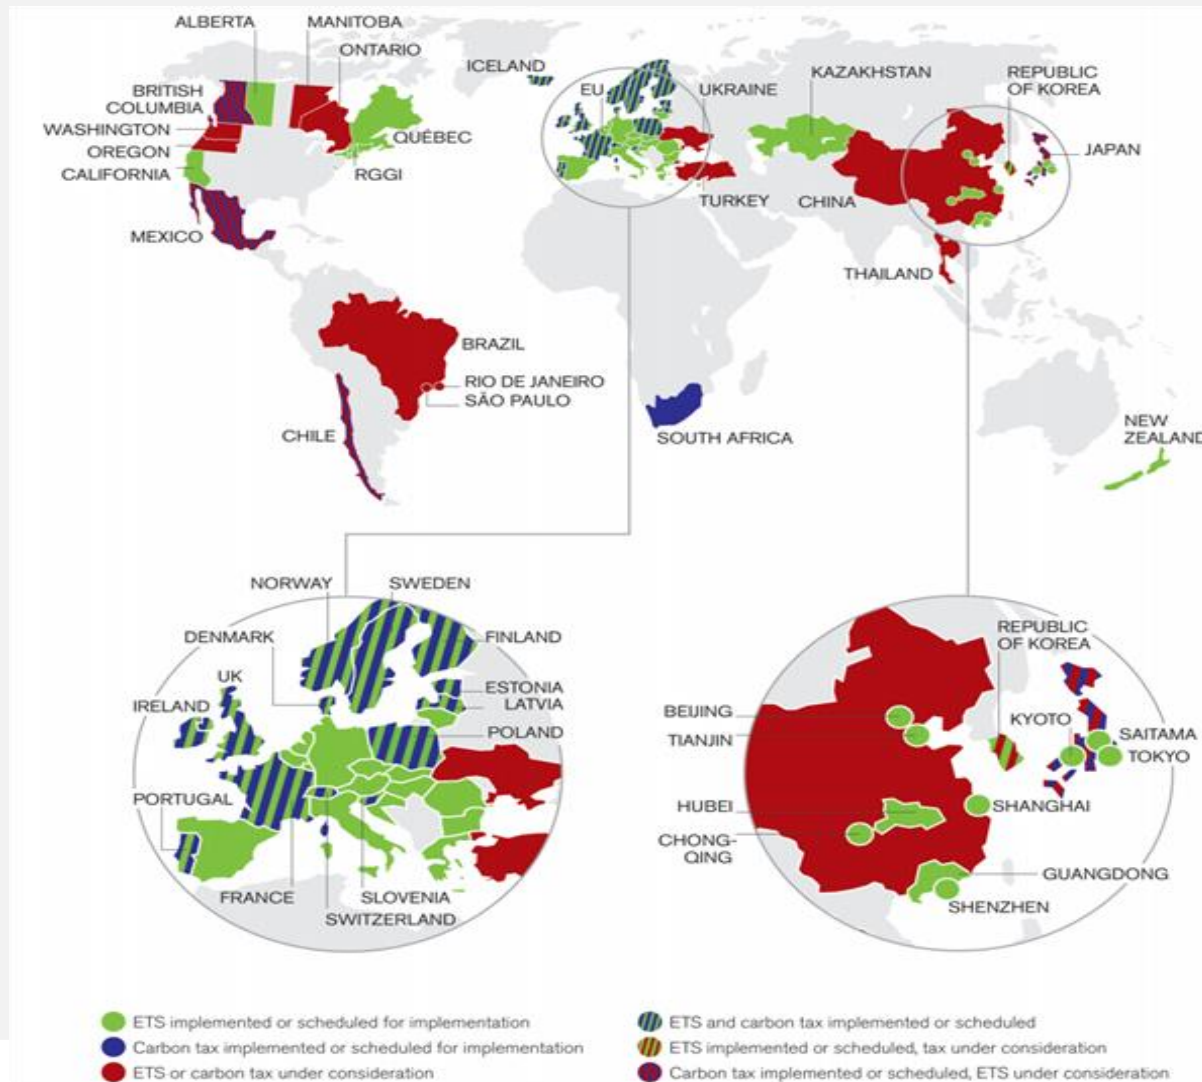 ALBERTA
MANITOBA
ONTARIO
ICELAND
EU
UKRAINE
KAZAKHSTAN
REPUBLIC
OF KOREA
BRITISH
COLUMBIA
WASHINGTON
OREGON
CALIFORNIA
QUÉBEC
RGGI
JAPAN
MEXICO
TURKEY
CHINA
THAILAND
BRAZIL
RIO DE JANEIRO
SÃO PAULO
CHILE
SOUTH AFRICA
NEW
ZEALAND
NORWAY
SWEDEN
DENMARK
FINLAND
UK
IRELAND
ESTONIA
LATVIA
POLAND
PORTUGAL
FRANCE
SLOVENIA
SWITZERLAND
REPUBLIC
OF KOREA
BEIJING
TIANJIN
KYOTO
SAITAMA
TOKYO
HUBEI
SHANGHAI
CHONG-
QING
GUANGDONG
SHENZHEN
ETS implemented or scheduled for implementation
Carbon tax implemented or scheduled for implementation
ETS or carbon tax under consideration
ETS and carbon tax implemented or scheduled
ETS implemented or scheduled, tax under consideration
Carbon tax implemented or scheduled, ETS under consideration